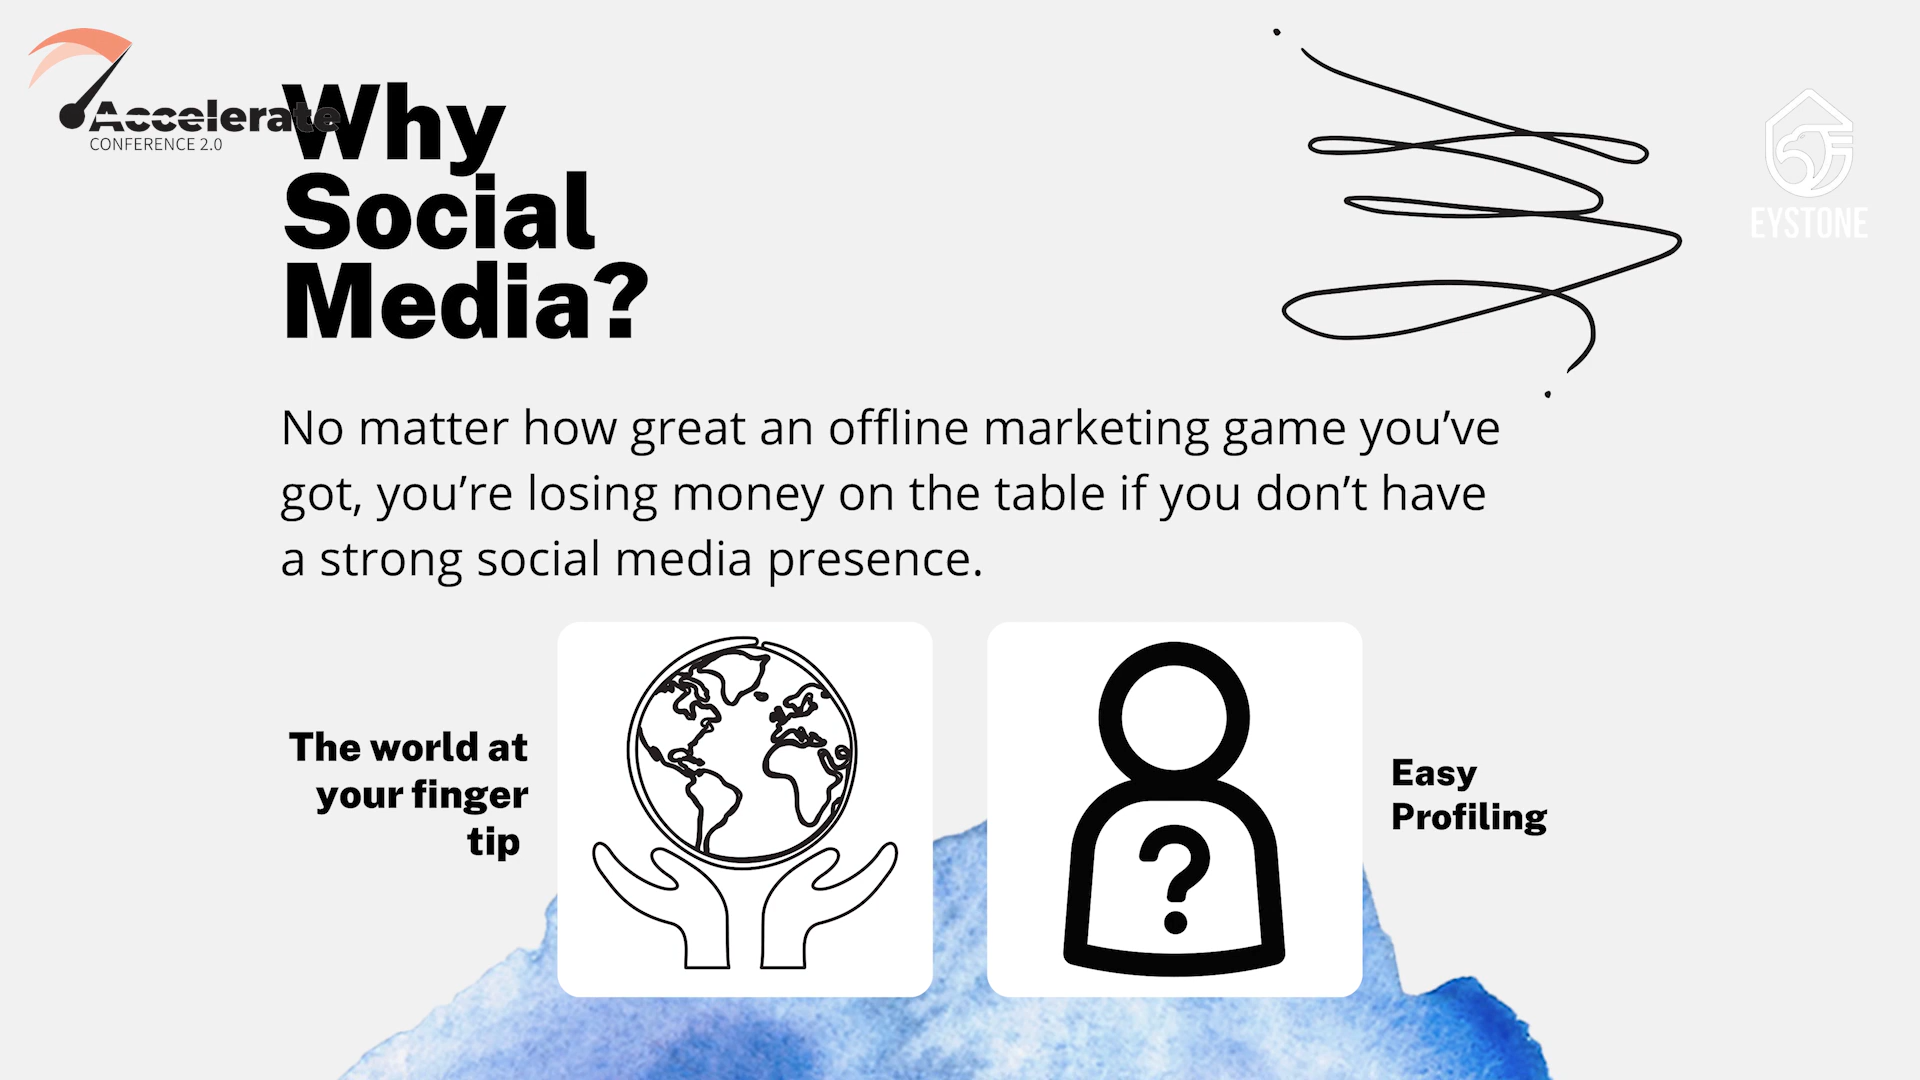 Accelerate
CONFERENCE 2.0
Why
Social
Media?
EYSTONE
No matter how great an offline marketing game you’ve
got, you’re losing money on the table if you don’t have
a strong social media presence.
The world at
your finger
tip
?
Easy
Profiling